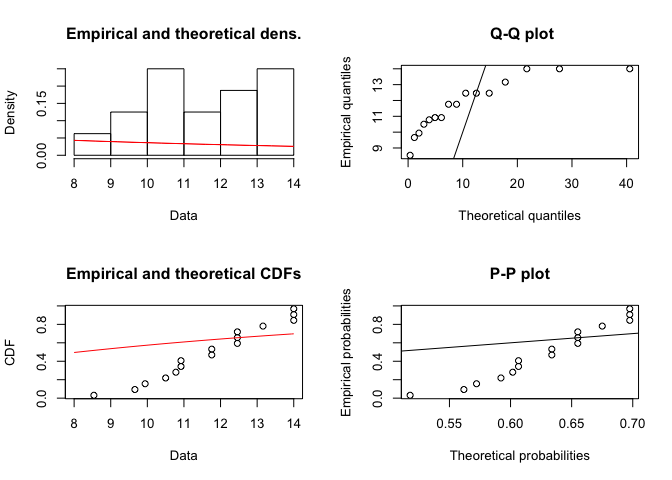 Empirical and theoretical dens.
Density
0.00 0.15
8 9 10 11 12 13 14
Data
Q-Q plot
Empirical quantiles
9 11 13
0 10 20 30 40
Theoretical quantiles
Empirical and theoretical CDFs
CDF
0.0 0.4 0.8
8 9 10 11 12 13 14
Data
P-P plot
Empirical probabilities
0.0 0.4 0.8
0.55 0.60 0.65 0.70
Theoretical probabilities